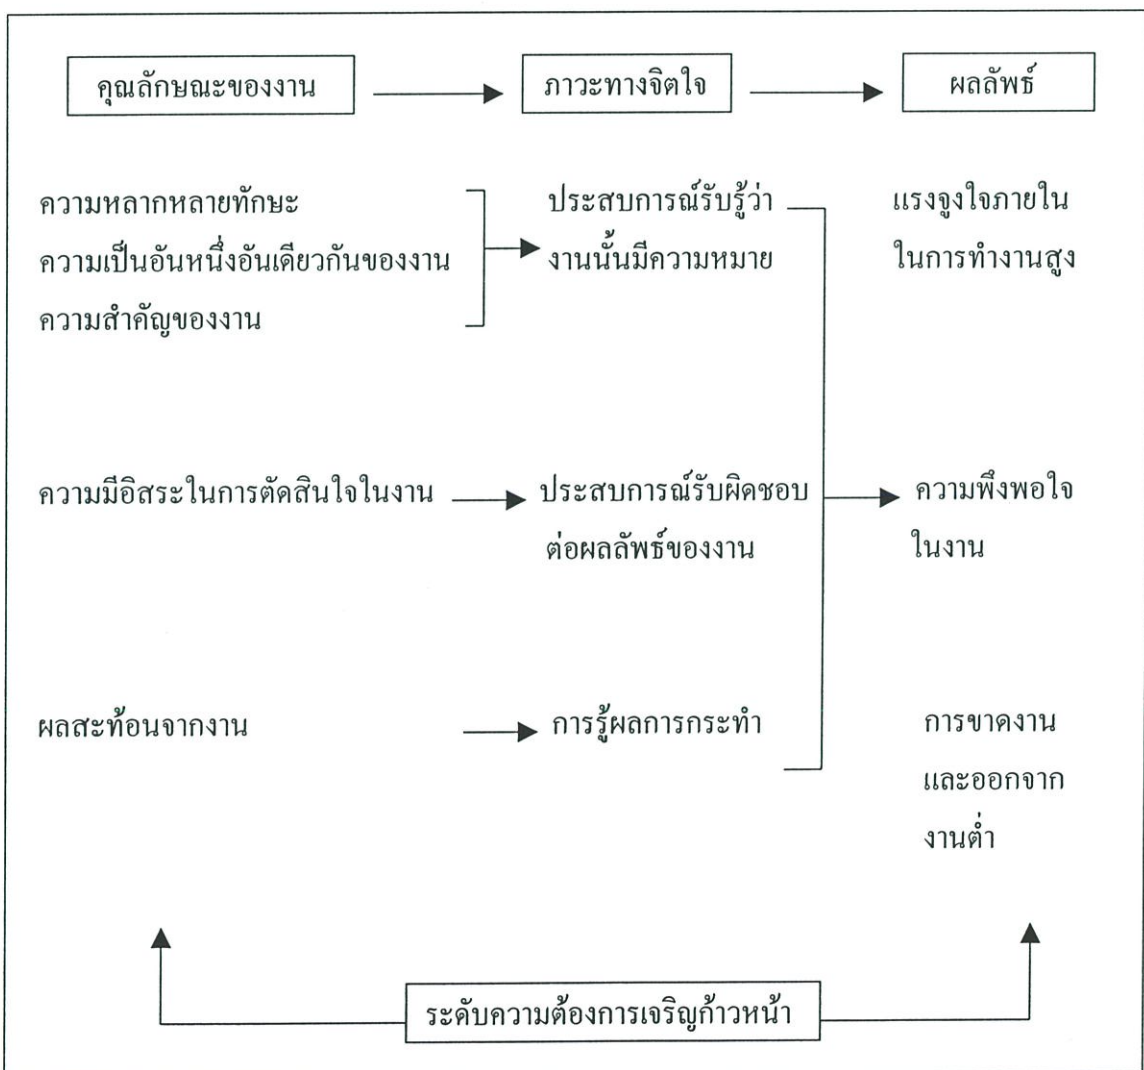 คุณลักษณะของงาน
ภาวะทางจิตใจ
ผลลัพธ์
ความหลากหลายทักษะ
ความเป็นอันหนึ่งอันเดียวกันของงาน
ความสำคัญของงาน
ประสบการณ์รับรู้ว่า
งานนั้นมีความหมาย
แรงจูงใจภายใน
ในการทำงานสูง
ความมีอิสระในการตัดสินใจในงาน
ประสบการณ์รับผิดชอบ
ต่อผลลัพธ์ของงาน
ความพึงพอใจ
ในงาน
ผลสะท้อนจากงาน
การรู้ผลการกระทำ
การขาดงาน
และออกจาก
งานต่ำ
ระดับความต้องการเจริญก้าวหน้า